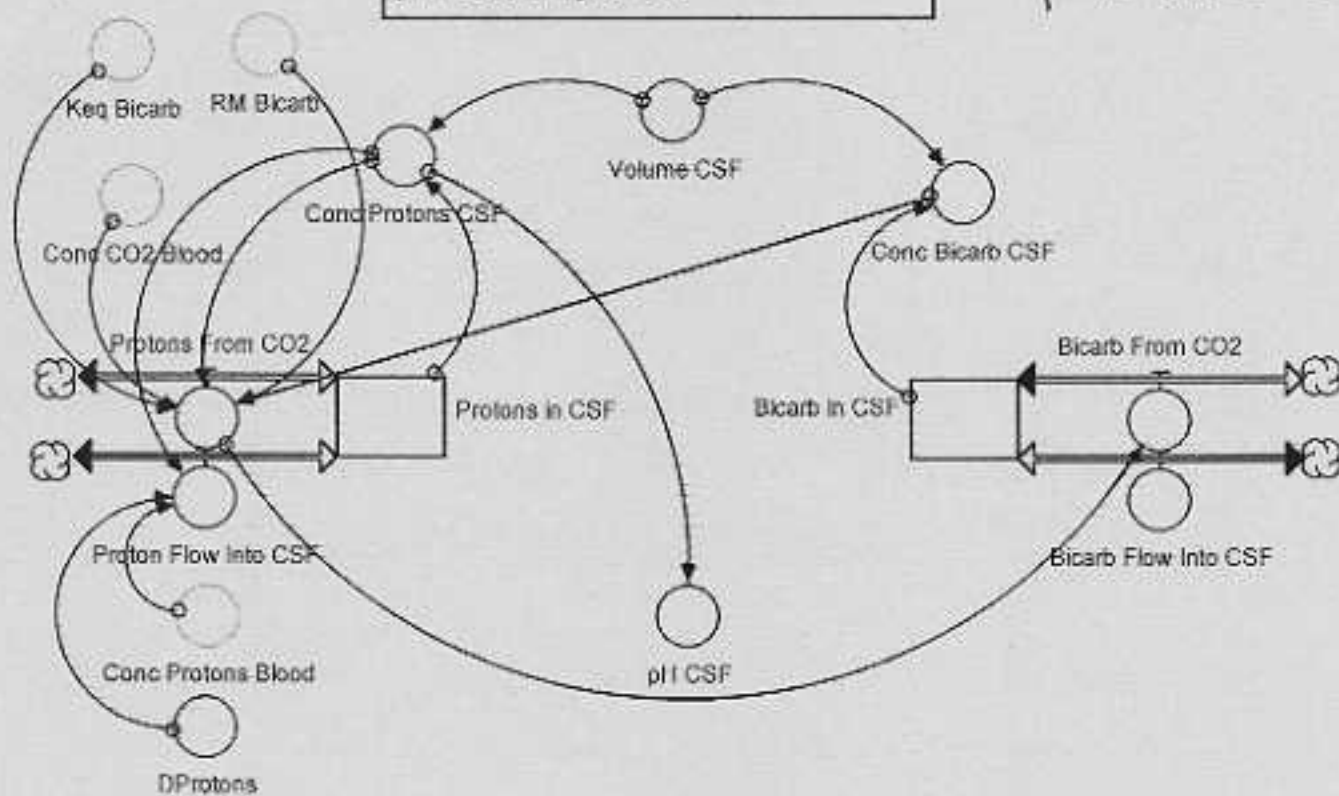 Keq Bicarb
RM Bicarb
Volume CSF
Conc Protons CSF
Conc CO2 Blood
Conc Bicarb CSF
Protons From CO2
Bicarb From CO2
Protons in CSF
Bicarb in CSF
Proton Flow Into CSF
Bicarb Flow Into CSF
Conc Protons Blood
pH CSF
DProtons